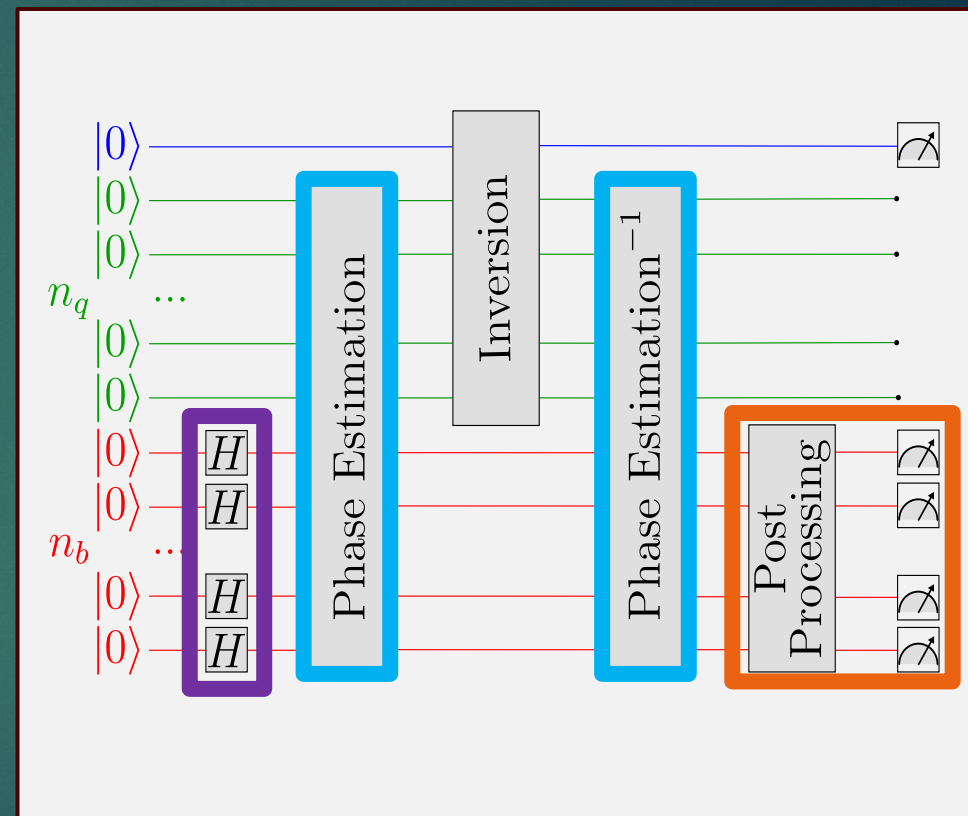 |0⟩
|0⟩
|0⟩
n_q ...
|0⟩
|0⟩
|0⟩ H
|0⟩ H
n_b ...
|0⟩ H
|0⟩ H
Phase Estimation
Inversion
Phase Estimation⁻¹
Post
Processing